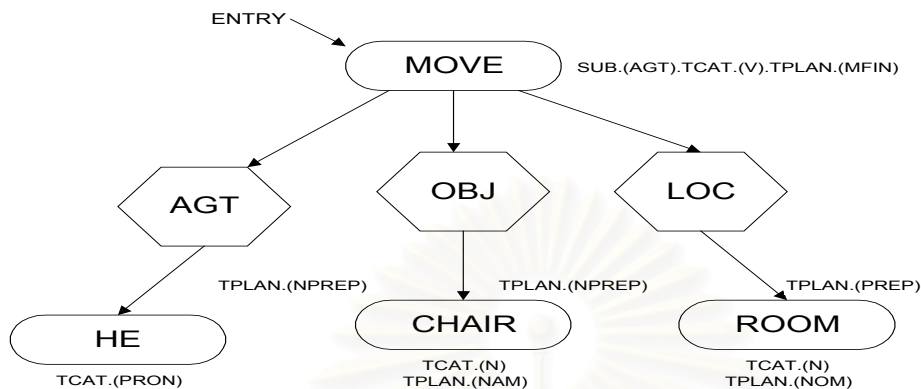 ENTRY
MOVE
SUB.(AGT).TCAT.(V).TPLAN.(MFIN)
AGT
OBJ
LOC
TPLAN.(NPREP)
TPLAN.(NPREP)
TPLAN.(PREP)
HE
CHAIR
ROOM
TCAT.(PRON)
TCAT.(N)
TPLAN.(NAM)
TCAT.(N)
TPLAN.(NOM)